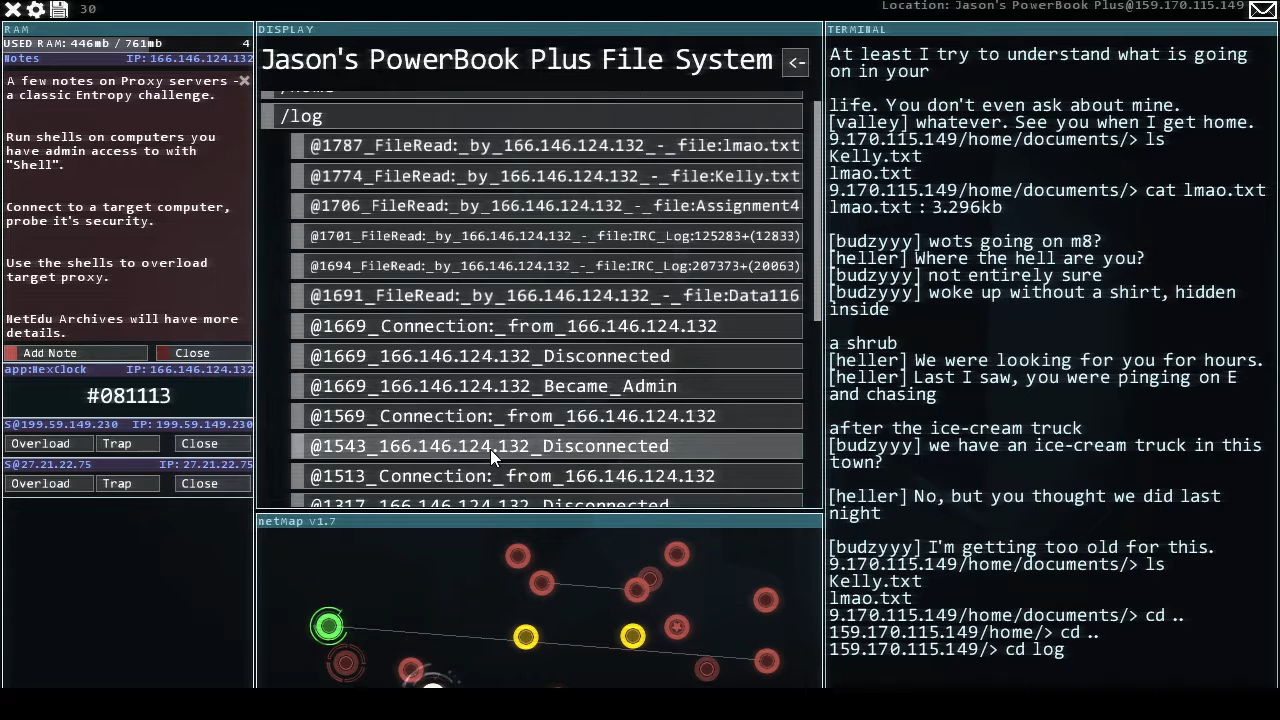 30
Location: Jason's PowerBook Plus@159.170.115.149
RAM
USED RAM: 446mb / 761mb
4
Notes
IP: 166.146.124.132
A few notes on Proxy servers -
a classic Entropy challenge.
Run shells on computers you
have admin access to with
"Shell".
Connect to a target computer,
probe it's security.
Use the shells to overload
target proxy.
NetEdu Archives will have more
details.
Add Note
Close
app:HexClock
IP: 166.146.124.132
#081113
S@199.59.149.230
IP: 199.59.149.230
Overload
Trap
Close
S@27.21.22.75
IP: 27.21.22.75
Overload
Trap
Close
DISPLAY
Jason's PowerBook Plus File System
<-
/log
@1787_FileRead:_by_166.146.124.132_-_file:lmao.txt
@1774_FileRead:_by_166.146.124.132_-_file:Kelly.txt
@1706_FileRead:_by_166.146.124.132_-_file:Assignment4
@1701_FileRead:_by_166.146.124.132_-_file:IRC_Log:125283+(12833)
@1694_FileRead:_by_166.146.124.132_-_file:IRC_Log:207373+(20063)
@1691_FileRead:_by_166.146.124.132_-_file:Data116
@1669_Connection:_from_166.146.124.132
@1669_166.146.124.132_Disconnected
@1669_166.146.124.132_Became_Admin
@1569_Connection:_from_166.146.124.132
@1543_166.146.124.132_Disconnected
@1513_Connection:_from_166.146.124.132
@1317_166.146.124.132_Disconnected
netMap v1.7
TERMINAL
At least I try to understand what is going
on in your
life. You don't even ask about mine.
[valley] whatever. See you when I get home.
9.170.115.149/home/documents/> ls
Kelly.txt
lmao.txt
9.170.115.149/home/documents/> cat lmao.txt
lmao.txt : 3.296kb
[budzyyy] wots going on m8?
[heller] Where the hell are you?
[budzyyy] not entirely sure
[budzyyy] woke up without a shirt, hidden
inside
a shrub
[heller] We were looking for you for hours.
[heller] Last I saw, you were pinging on E
and chasing
after the ice-cream truck
[budzyyy] we have an ice-cream truck in this
town?
[heller] No, but you thought we did last
night
[budzyyy] I'm getting too old for this.
9.170.115.149/home/documents/> ls
Kelly.txt
lmao.txt
9.170.115.149/home/documents/> cd ..
159.170.115.149/home/> cd ..
159.170.115.149/> cd log